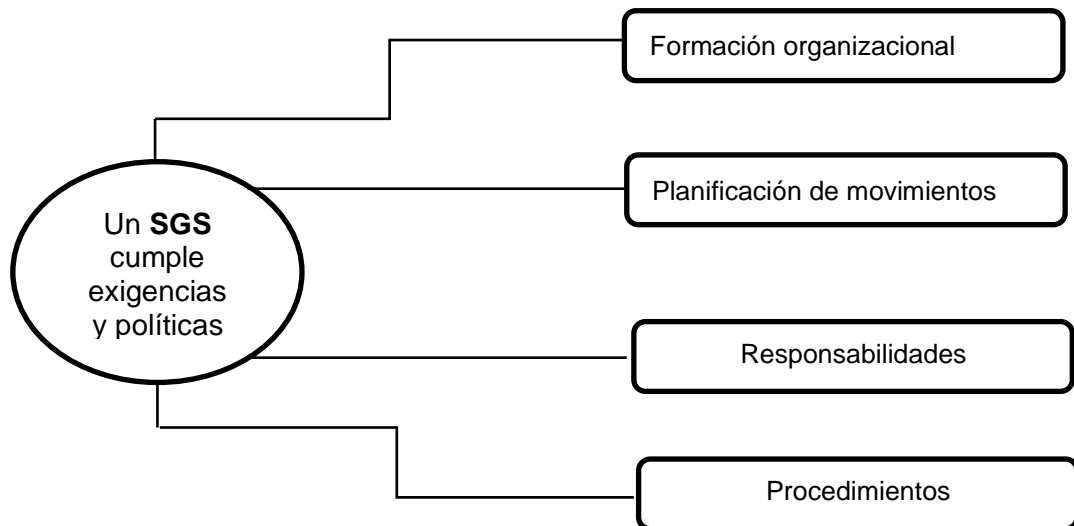 Formación organizacional
Planificación de movimientos
Un SGS
cumple
exigencias
y políticas
Responsabilidades
Procedimientos